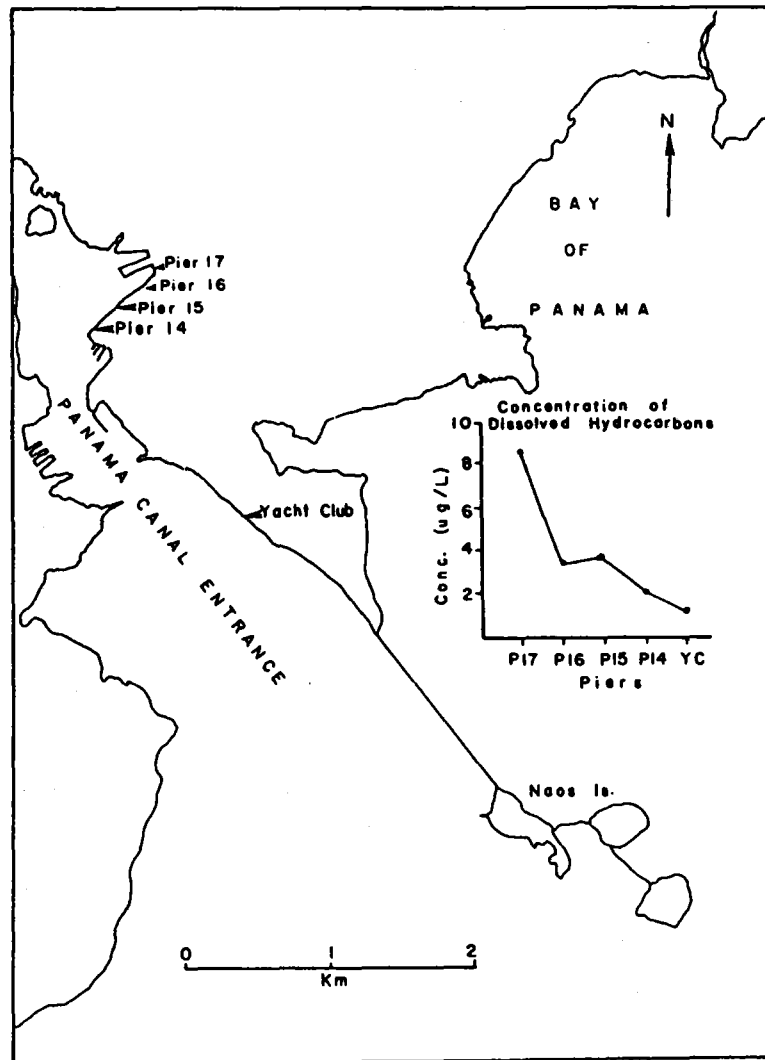 N
BAY
OF
PANAMA
Pier 17
Pier 16
Pier 15
Pier 14
PANAMA CANAL ENTRANCE
Yacht Club
Concentration of
Dissolved Hydrocarbons
10
8
6
4
2
Conc. (ug/L)
P17 P16 P15 P14 YC
Piers
Naos Is.
0 1 2
Km